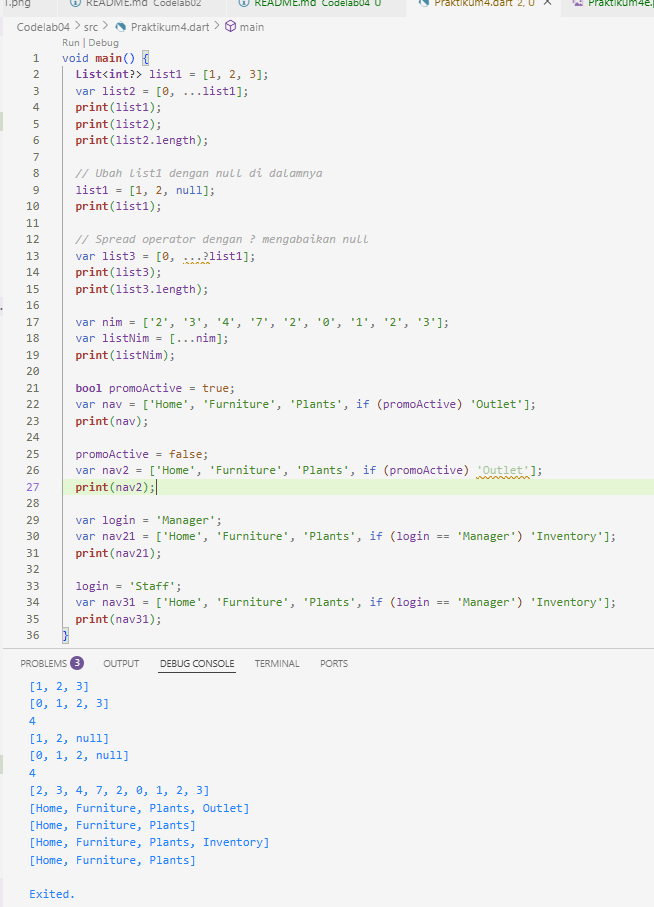 1.png README.md Codelab02 README.md Codelab04 U Praktikum4.dart 2, U Praktikum4e.p
Codelab04 > src > Praktikum4.dart > main
Run | Debug
1 void main() {
2 List<int?> list1 = [1, 2, 3];
3 var list2 = [0, ...list1];
4 print(list1);
5 print(list2);
6 print(list2.length);
7
8 // Ubah list1 dengan null di dalamnya
9 list1 = [1, 2, null];
10 print(list1);
11
12 // Spread operator dengan ? mengabaikan null
13 var list3 = [0, ...?list1];
14 print(list3);
15 print(list3.length);
16
17 var nim = ['2', '3', '4', '7', '2', '0', '1', '2', '3'];
18 var listNim = [...nim];
19 print(listNim);
20
21 bool promoActive = true;
22 var nav = ['Home', 'Furniture', 'Plants', if (promoActive) 'Outlet'];
23 print(nav);
24
25 promoActive = false;
26 var nav2 = ['Home', 'Furniture', 'Plants', if (promoActive) 'Outlet'];
27 print(nav2);
28
29 var login = 'Manager';
30 var nav21 = ['Home', 'Furniture', 'Plants', if (login == 'Manager') 'Inventory'];
31 print(nav21);
32
33 login = 'Staff';
34 var nav31 = ['Home', 'Furniture', 'Plants', if (login == 'Manager') 'Inventory'];
35 print(nav31);
36 }
PROBLEMS 3 OUTPUT DEBUG CONSOLE TERMINAL PORTS
[1, 2, 3]
[0, 1, 2, 3]
4
[1, 2, null]
[0, 1, 2, null]
4
[2, 3, 4, 7, 2, 0, 1, 2, 3]
[Home, Furniture, Plants, Outlet]
[Home, Furniture, Plants]
[Home, Furniture, Plants, Inventory]
[Home, Furniture, Plants]
Exited.